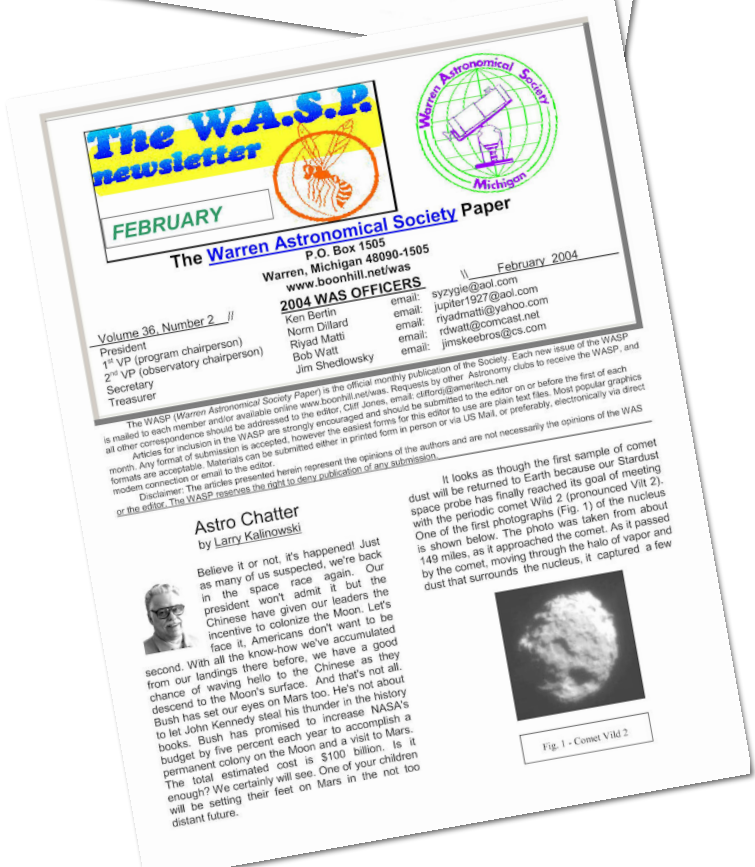 The W.A.S.P.
newsletter
FEBRUARY
Warren Astronomical Society
Michigan
The Warren Astronomical Society Paper
P.O. Box 1505
Warren, Michigan 48090-1505
www.boonhill.net/was
Volume 36, Number 2 //
\\ February 2004
2004 WAS OFFICERS
President Ken Bertin email: syzygie@aol.com
1st VP (program chairperson) Norm Dillard email: jupiter1927@aol.com
2nd VP (observatory chairperson) Riyad Matti email: riyadmatti@yahoo.com
Secretary Bob Watt email: rdwatt@comcast.net
Treasurer Jim Shedlowsky email: jimskeebros@cs.com
The WASP (Warren Astronomical Society Paper) is the official monthly publication of the Society. Each new issue of the WASP
is mailed to each member and/or available online www.boonhill.net/was. Requests by other Astronomy clubs to receive the WASP, and
all other correspondence should be addressed to the editor, Cliff Jones, email: cliffordj@ameritech.net
Articles for inclusion in the WASP are strongly encouraged and should be submitted to the editor on or before the first of each
month. Any format of submission is accepted, however the easiest forms for this editor to use are plain text files. Most popular graphics
formats are acceptable. Materials can be submitted either in printed form in person or via US Mail, or preferably, electronically via direct
modem connection or email to the editor.
Disclaimer: The articles presented herein represent the opinions of the authors and are not necessarily the opinions of the WAS
or the editor. The WASP reserves the right to deny publication of any submission.
Astro Chatter
by Larry Kalinowski
Believe it or not, it's happened! Just
as many of us suspected, we're back
in the space race again. Our
president won't admit it but the
Chinese have given our leaders the
incentive to colonize the Moon. Let's
face it, Americans don't want to be
second. With all the know-how we've accumulated
from our landings there before, we have a good
chance of waving hello to the Chinese as they
descend to the Moon's surface. And that's not all.
Bush has set our eyes on Mars too. He's not about
to let John Kennedy steal his thunder in the history
books. Bush has promised to increase NASA's
budget by five percent each year to accomplish a
permanent colony on the Moon and a visit to Mars.
The total estimated cost is $100 billion. Is it
enough? We certainly will see. One of your children
will be setting their feet on Mars in the not too
distant future.
It looks as though the first sample of comet
dust will be returned to Earth because our Stardust
space probe has finally reached its goal of meeting
with the periodic comet Wild 2 (pronounced Vilt 2).
One of the first photographs (Fig. 1) of the nucleus
is shown below. The photo was taken from about
149 miles, as it approached the comet. As it passed
by the comet, moving through the halo of vapor and
dust that surrounds the nucleus, it captured a few
Fig. 1 - Comet Vild 2